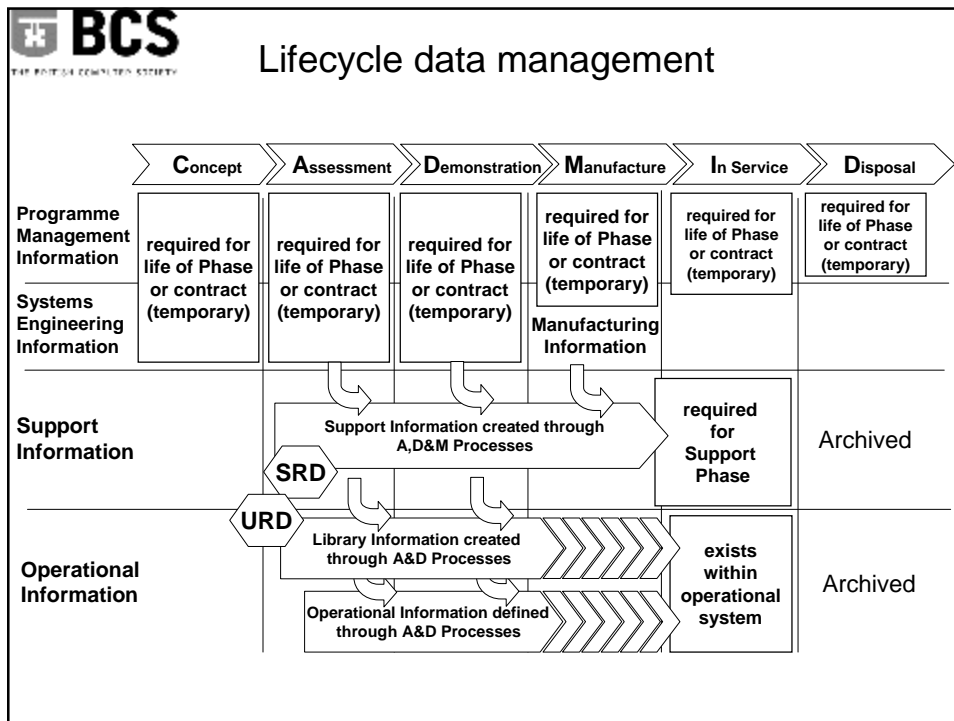 BCS
THE BRITISH COMPUTER SOCIETY
Lifecycle data management
Concept
Assessment
Demonstration
Manufacture
In Service
Disposal
Programme
Management
Information
required for
life of Phase
or contract
(temporary)
required for
life of Phase
or contract
(temporary)
required for
life of Phase
or contract
(temporary)
required for
life of Phase
or contract
(temporary)
required for
life of Phase
or contract
(temporary)
required for
life of Phase
or contract
(temporary)
Systems
Engineering
Information
Manufacturing
Information
Support
Information
Support Information created through
A,D&M Processes
required
for
Support
Phase
Archived
SRD
URD
Operational
Information
Library Information created
through A&D Processes
Operational Information defined
through A&D Processes
exists
within
operational
system
Archived